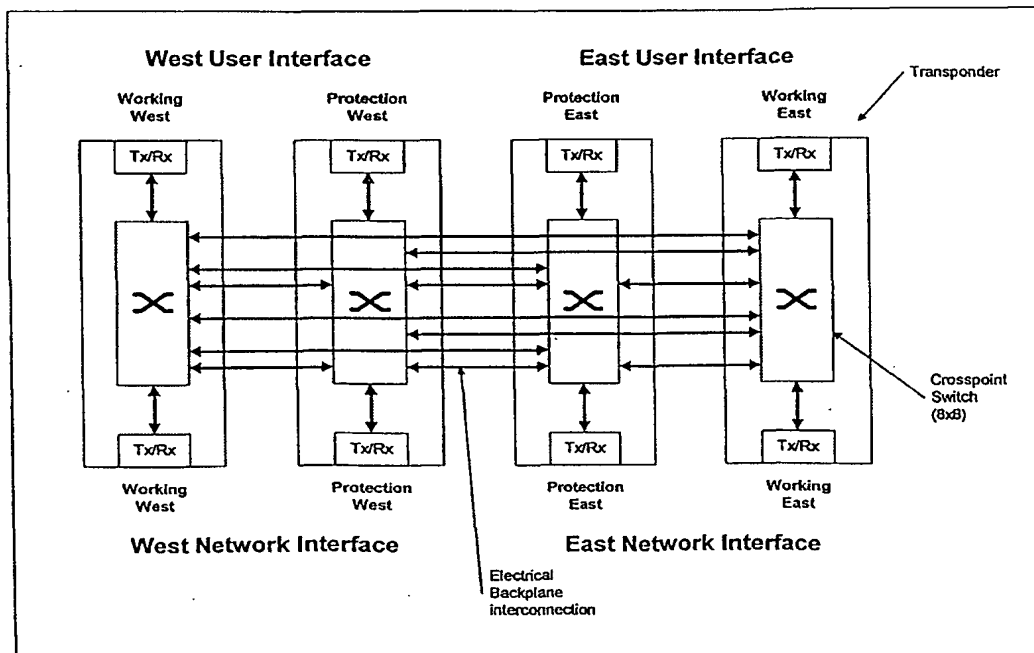 West User Interface
East User Interface
Transponder
Working
West
Protection
West
Protection
East
Working
East
Tx/Rx
Tx/Rx
Tx/Rx
Tx/Rx
Crosspoint
Switch
(8x8)
Tx/Rx
Tx/Rx
Tx/Rx
Tx/Rx
Working
West
Protection
West
Protection
East
Working
East
West Network Interface
East Network Interface
Electrical
Backplane
interconnection